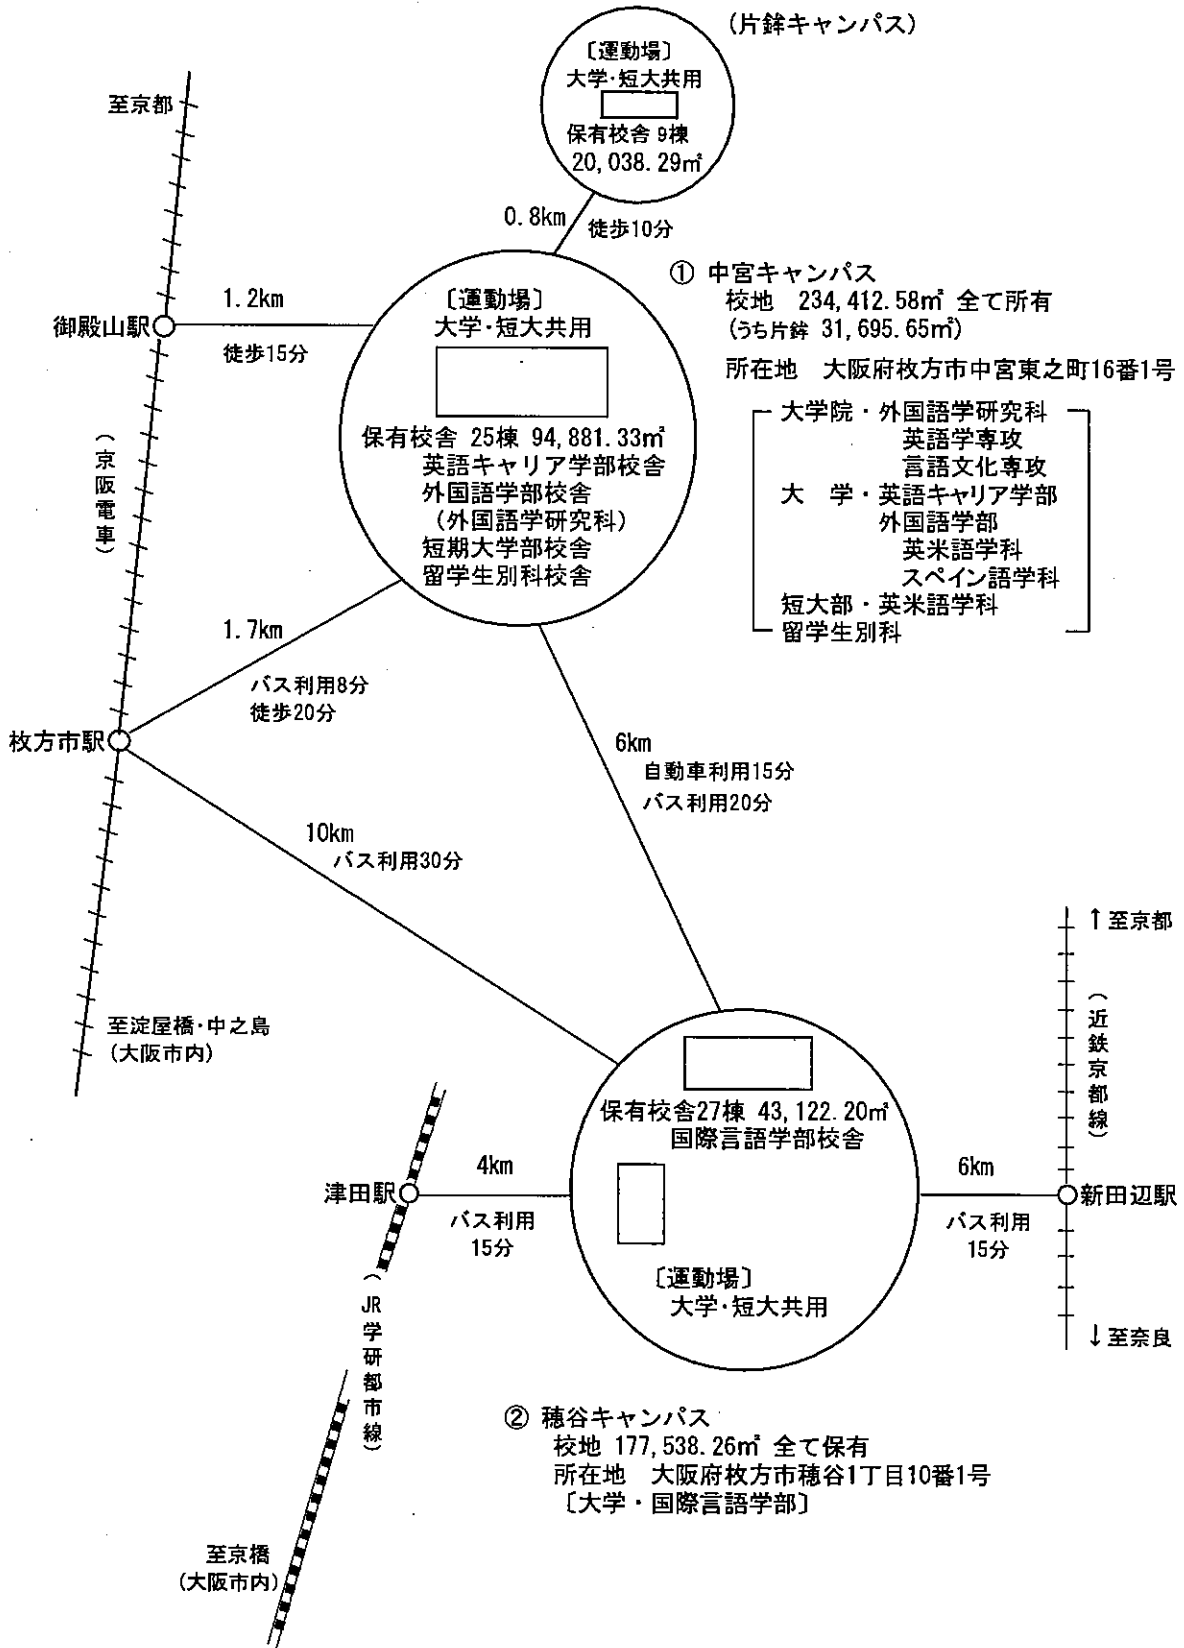 (片鉾キャンパス)
〔運動場〕
大学・短大共用
保有校舎 9棟
20,038.29㎡
至京都
0.8km
徒歩10分
① 中宮キャンパス
校地 234,412.58㎡ 全て所有
(うち片鉾 31,695.65㎡)
所在地 大阪府枚方市中宮東之町16番1号
大学院・外国語学研究科
英語学専攻
言語文化専攻
大 学・英語キャリア学部
外国語学部
英米語学科
スペイン語学科
短大部・英米語学科
留学生別科
1.2km
御殿山駅
徒歩15分
〔運動場〕
大学・短大共用
保有校舎 25棟 94,881.33㎡
英語キャリア学部校舎
外国語学部校舎
(外国語学研究科)
短期大学部校舎
留学生別科校舎
(京阪電車)
1.7km
バス利用8分
徒歩20分
枚方市駅
6km
自動車利用15分
バス利用20分
10km
バス利用30分
↑至京都
(近鉄京都線)
至淀屋橋・中之島
(大阪市内)
保有校舎27棟 43,122.20㎡
国際言語学部校舎
津田駅
4km
バス利用
15分
6km
バス利用
15分
新田辺駅
〔運動場〕
大学・短大共用
(JR学研都市線)
↓至奈良
② 穂谷キャンパス
校地 177,538.26㎡ 全て保有
所在地 大阪府枚方市穂谷1丁目10番1号
〔大学・国際言語学部〕
至京橋
(大阪市内)